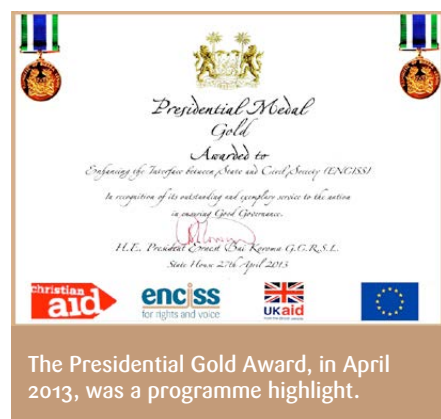 Presidential Medal
Gold
Awarded to
Enhancing the Interface between State and Civil Society (ENCISS)
In recognition of its outstanding and exemplary service to the nation
in ensuring Good Governance.
H.E. President Ernest Bai Koroma G.C.R.S.L.
State House 27th April 2013
christian
aid
enciss
for rights and voice
UKaid
The Presidential Gold Award, in April
2013, was a programme highlight.